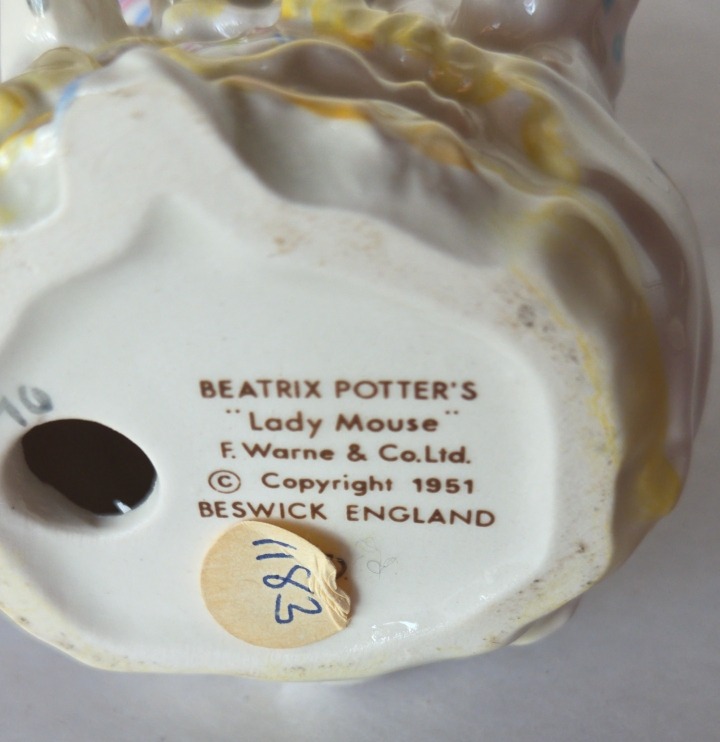 BEATRIX POTTER'S
"Lady Mouse"
F. Warne & Co. Ltd.
© Copyright 1951
BESWICK ENGLAND
1183